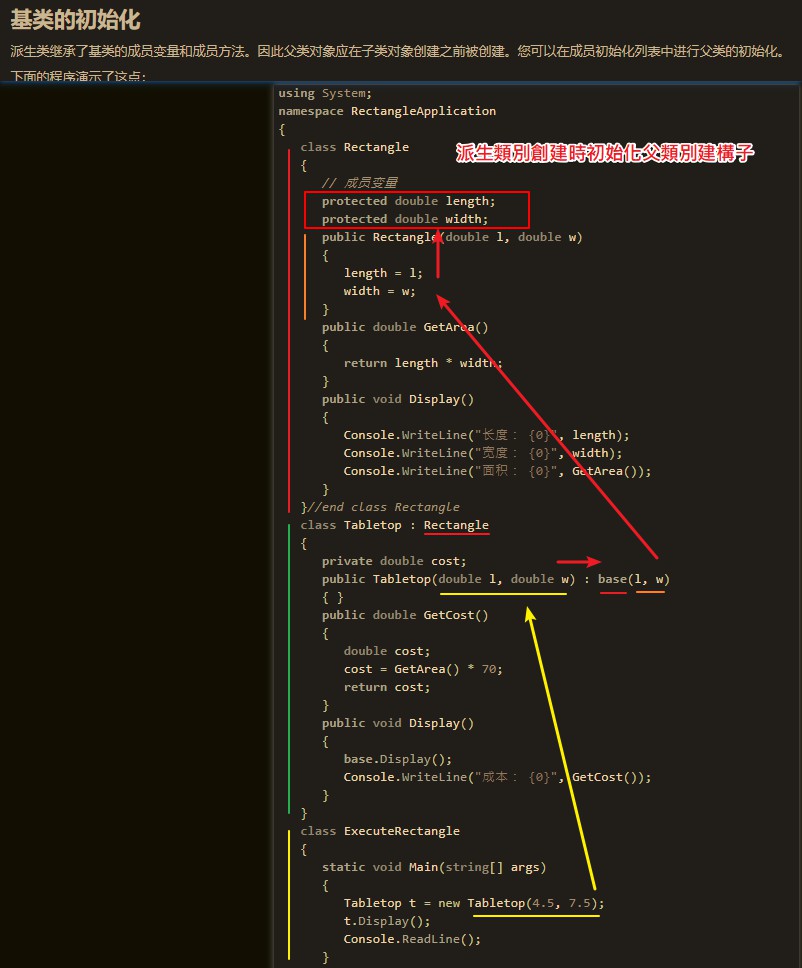 基类的初始化
派生类继承了基类的成员变量和成员方法。因此父类对象应在子类对象创建之前被创建。您可以在成员初始化列表中进行父类的初始化。
下面的程序演示了这点:
using System;
namespace RectangleApplication
{
class Rectangle
派生類別創建時初始化父類別建構子
{
// 成员变量
protected double length;
protected double width;
public Rectangle(double l, double w)
{
length = l;
width = w;
}
public double GetArea()
{
return length * width;
}
public void Display()
{
Console.WriteLine("长度： {0}", length);
Console.WriteLine("宽度： {0}", width);
Console.WriteLine("面积： {0}", GetArea());
}
}//end class Rectangle
class Tabletop : Rectangle
{
private double cost;
public Tabletop(double l, double w) : base(l, w)
{ }
public double GetCost()
{
double cost;
cost = GetArea() * 70;
return cost;
}
public void Display()
{
base.Display();
Console.WriteLine("成本： {0}", GetCost());
}
}
class ExecuteRectangle
{
static void Main(string[] args)
{
Tabletop t = new Tabletop(4.5, 7.5);
t.Display();
Console.ReadLine();
}